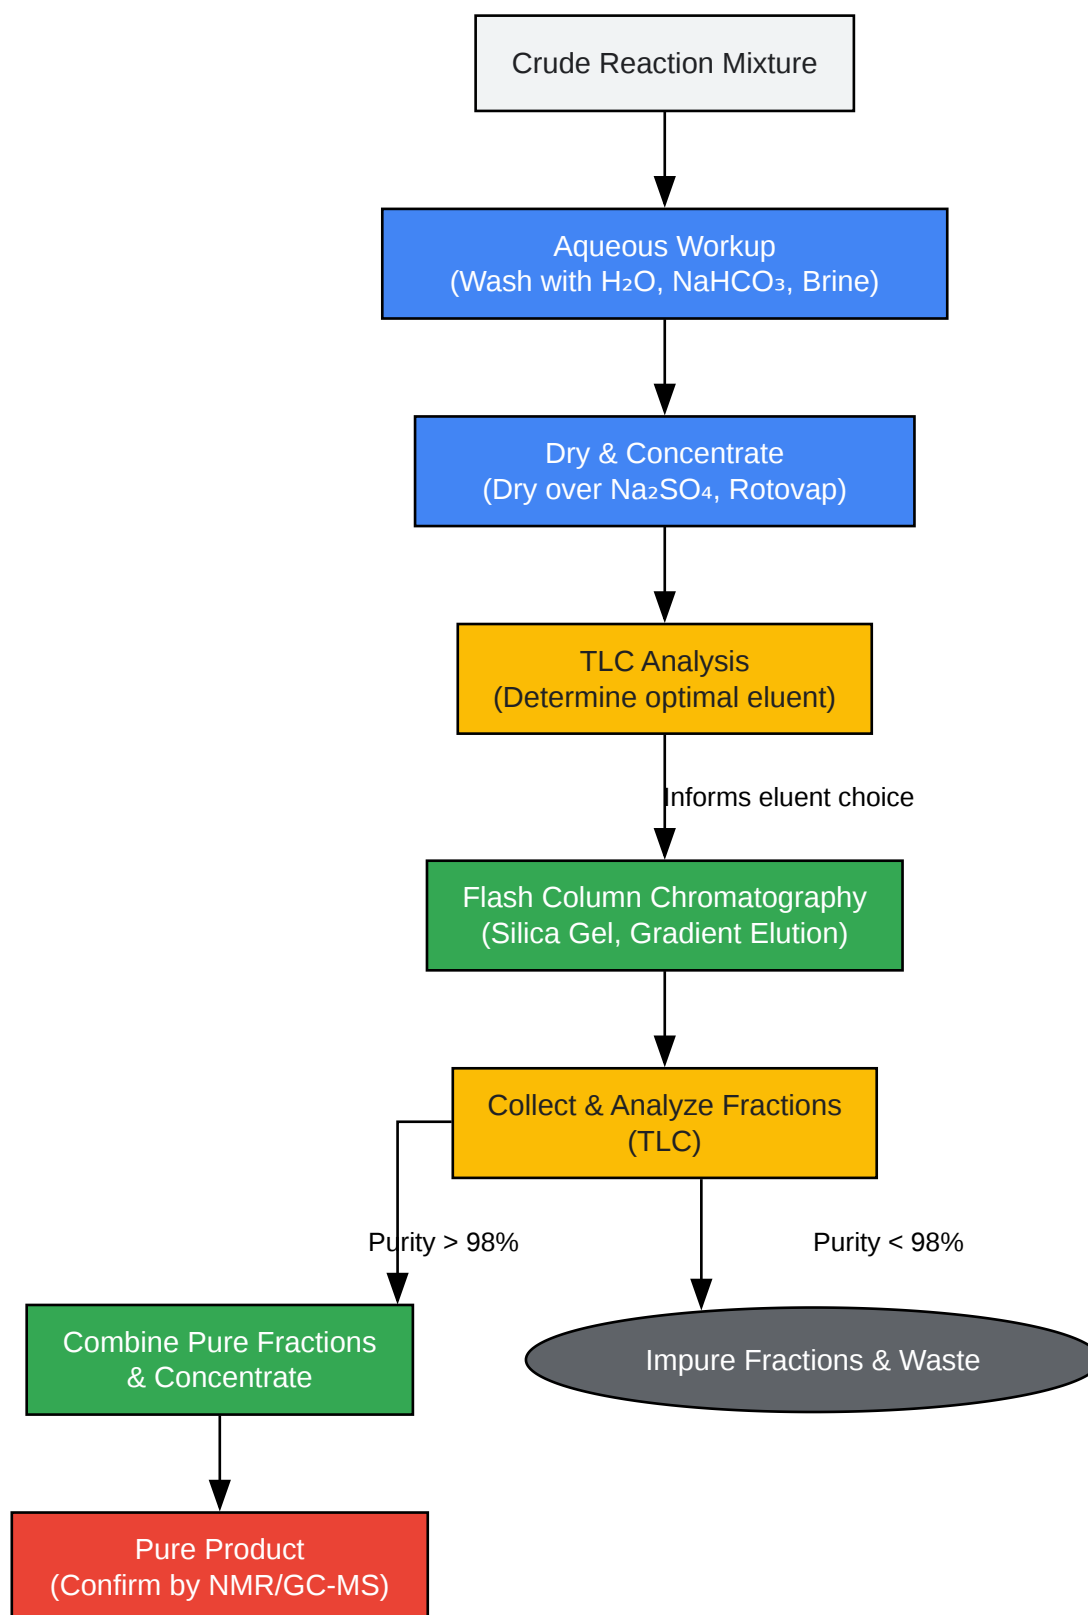 Crude Reaction Mixture
Aqueous Workup
(Wash with H₂O, NaHCO₃, Brine)
Dry & Concentrate
(Dry over Na₂SO₄, Rotovap)
TLC Analysis
(Determine optimal eluent)
Informs eluent choice
Flash Column Chromatography
(Silica Gel, Gradient Elution)
Collect & Analyze Fractions
(TLC)
Purity > 98%
Purity < 98%
Combine Pure Fractions
& Concentrate
Impure Fractions & Waste
Pure Product
(Confirm by NMR/GC-MS)